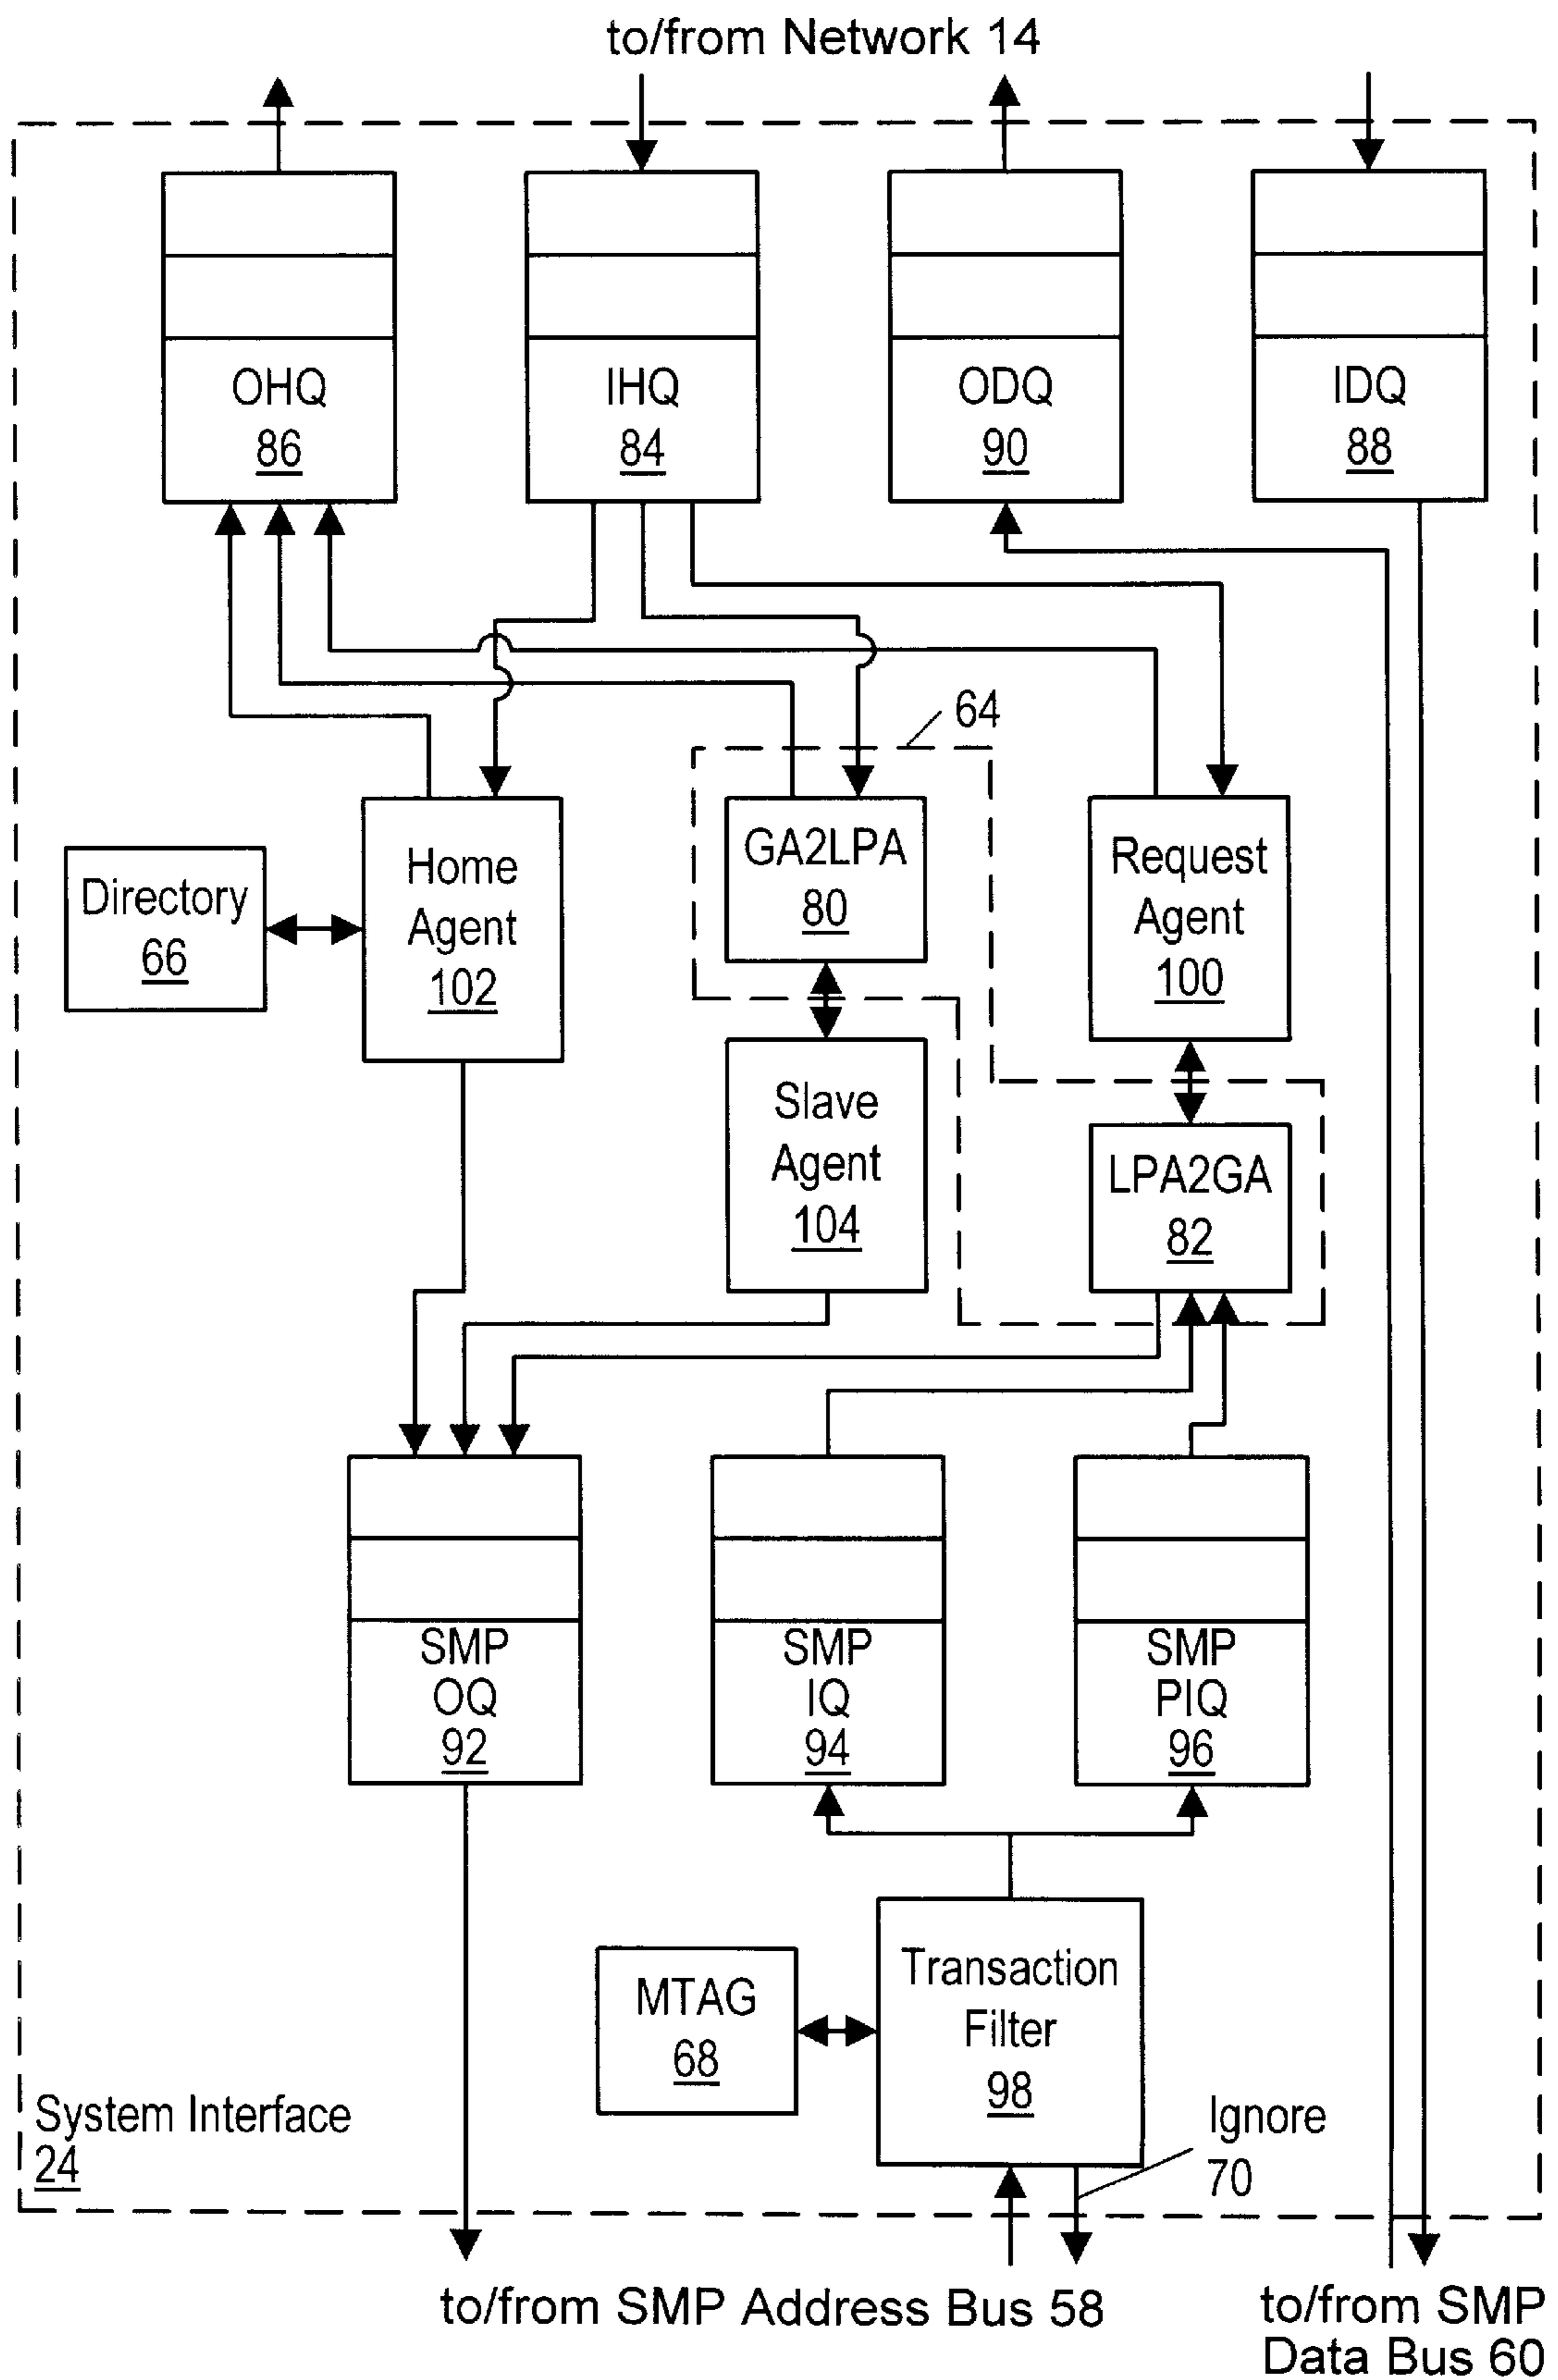 to/from Network 14
OHQ
86
IHQ
84
ODQ
90
IDQ
88
64
Directory
66
Home
Agent
102
GA2LPA
80
Request
Agent
100
Slave
Agent
104
LPA2GA
82
SMP
OQ
92
SMP
IQ
94
SMP
PIQ
96
MTAG
68
Transaction
Filter
98
Ignore
70
System Interface
24
to/from SMP Address Bus 58
to/from SMP
Data Bus 60